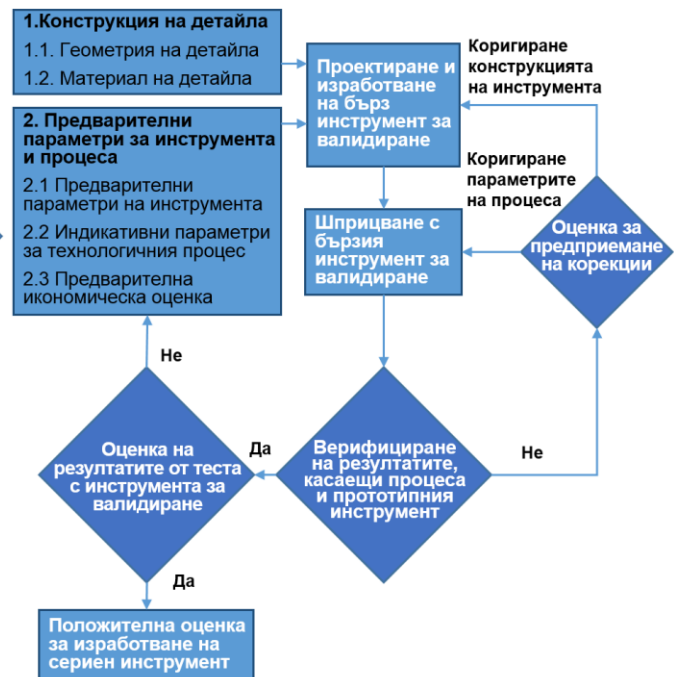 1.Конструкция на детайла
1.1. Геометрия на детайла
1.2. Материал на детайла
2. Предварителни
параметри за инструмента
и процеса
2.1 Предварителни
параметри на инструмента
2.2 Индикативни параметри
за технологичния процес
2.3 Предварителна
икономическа оценка
Проектиране и
изработване
на бърз
инструмент за
валидиране
Коригиране
конструкцията
на инструмента
Коригиране
параметрите
на процеса
Шприцване с
бързия
инструмент за
валидиране
Оценка за
предприемане
на корекции
Не
Оценка на
резултатите от теста
с инструмента за
валидиране
Да
Верифициране
на резултатите,
касаещи процеса
и прототипния
инструмент
Не
Да
Положителна оценка
за изработване на
сериен инструмент